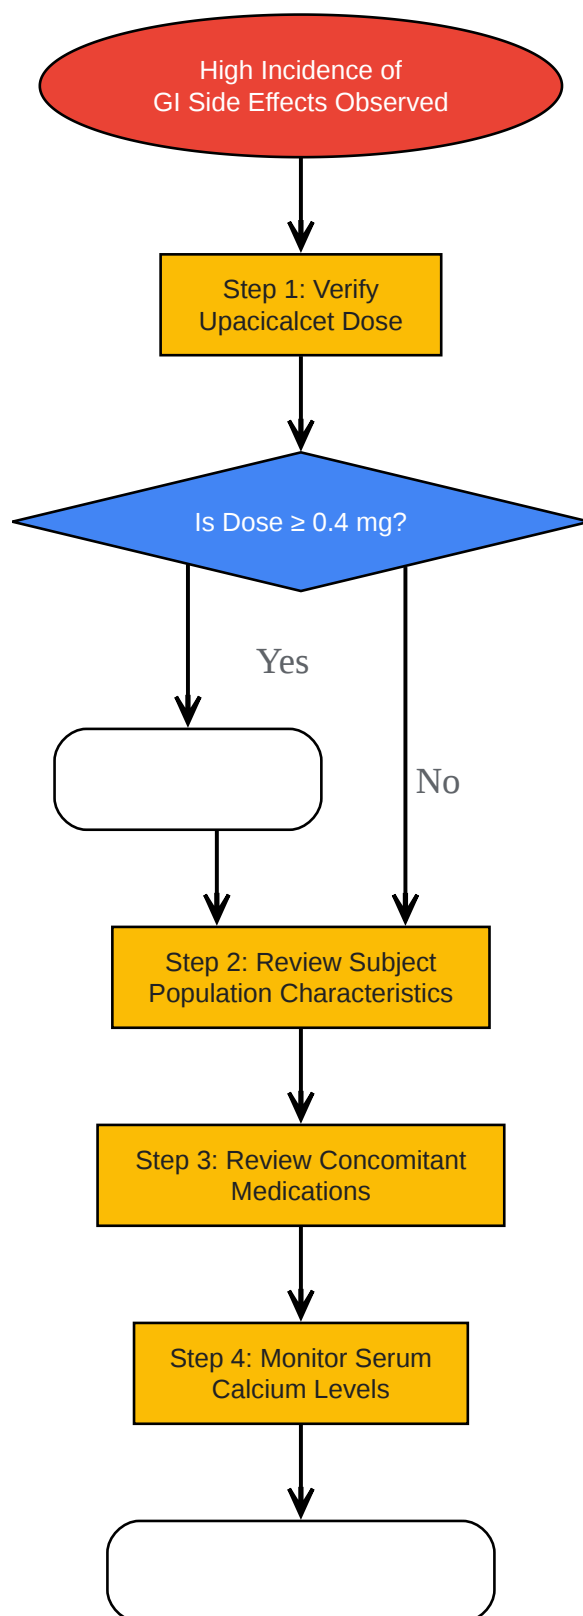 High Incidence of
GI Side Effects Observed
Step 1: Verify
Upacicalcet Dose
Is Dose ≥ 0.4 mg?
Yes
No
Step 2: Review Subject
Population Characteristics
Step 3: Review Concomitant
Medications
Step 4: Monitor Serum
Calcium Levels